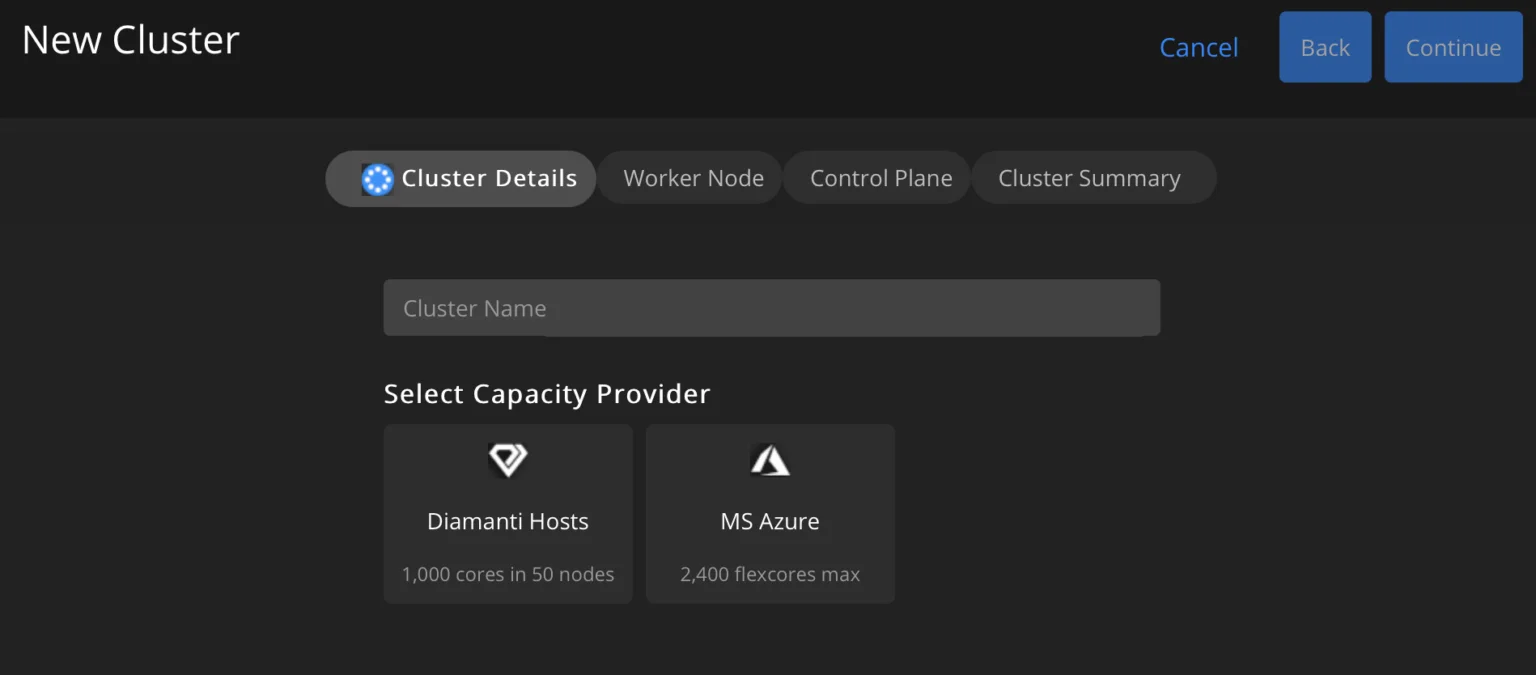 New Cluster
Cancel
Back
Continue
Cluster Details
Worker Node
Control Plane
Cluster Summary
Cluster Name
Select Capacity Provider
Diamanti Hosts
1,000 cores in 50 nodes
MS Azure
2,400 flexcores max